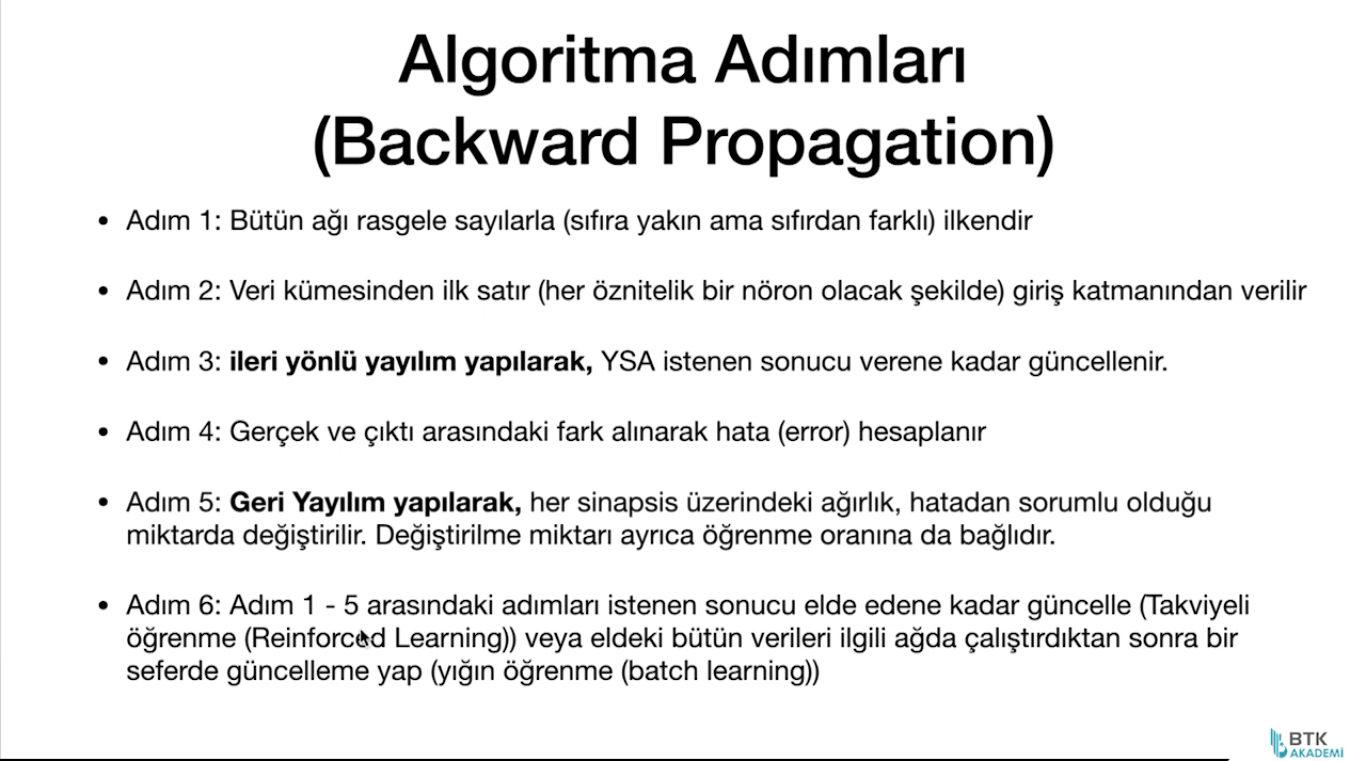 Algoritma Adımları
(Backward Propagation)
• Adım 1: Bütün ağı rasgele sayılarla (sıfıra yakın ama sıfırdan farklı) ilkendir
• Adım 2: Veri kümesinden ilk satır (her öznitelik bir nöron olacak şekilde) giriş katmanından verilir
• Adım 3: ileri yönlü yayılım yapılarak, YSA istenen sonucu verene kadar güncellenir.
• Adım 4: Gerçek ve çıktı arasındaki fark alınarak hata (error) hesaplanır
• Adım 5: Geri Yayılım yapılarak, her sinapsis üzerindeki ağırlık, hatadan sorumlu olduğu
miktarda değiştirilir. Değiştirilme miktarı ayrıca öğrenme oranına da bağlıdır.
• Adım 6: Adım 1 - 5 arasındaki adımları istenen sonucu elde edene kadar güncelle (Takviyeli
öğrenme (Reinforced Learning)) veya eldeki bütün verileri ilgili ağda çalıştırdıktan sonra bir
seferde güncelleme yap (yığın öğrenme (batch learning))
BTK
AKADEMİ